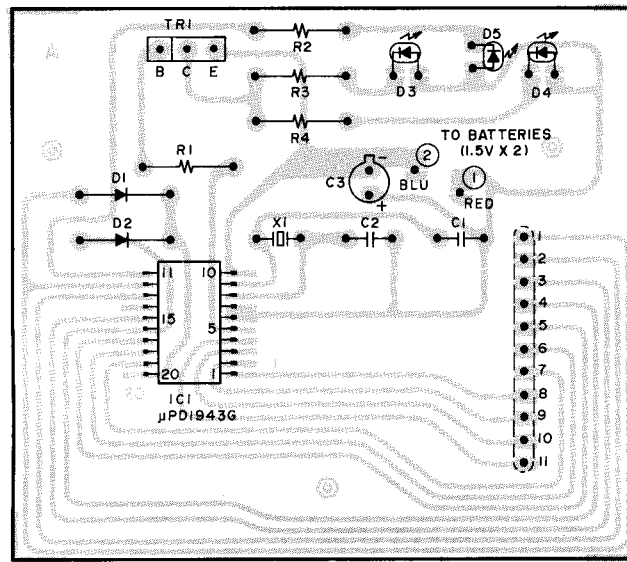 TR1
B C E
R2
R3
R4
D5
D3
D4
TO BATTERIES
(1.5V X 2)
R1
2
C3
-
+
BLU
1
RED
D1
D2
X1
C2
C1
11 10
15 5
20 1
IC1
µPD1943G
1
2
3
4
5
6
7
8
9
10
11
A
20